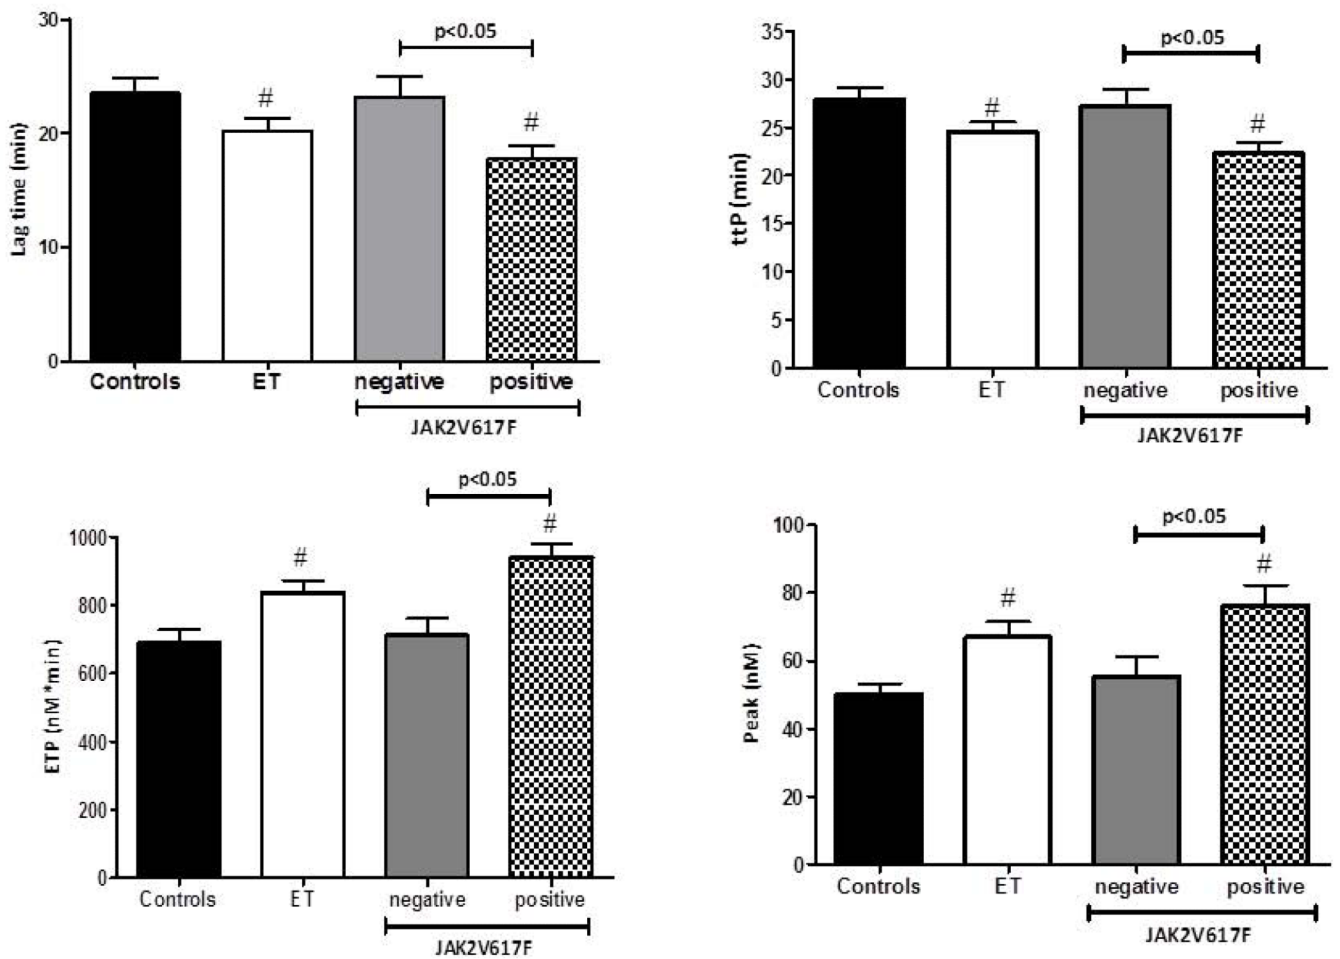 30
20
10
0
Lag time (min)
p<0.05
#
#
Controls ET negative positive
JAK2V617F
35
30
25
20
15
10
5
0
ttP (min)
p<0.05
#
#
Controls ET negative positive
JAK2V617F
1000
800
600
400
200
0
ETP (nM*min)
p<0.05
#
#
Controls ET negative positive
JAK2V617F
100
80
60
40
20
0
Peak (nM)
p<0.05
#
#
Controls ET negative positive
JAK2V617F